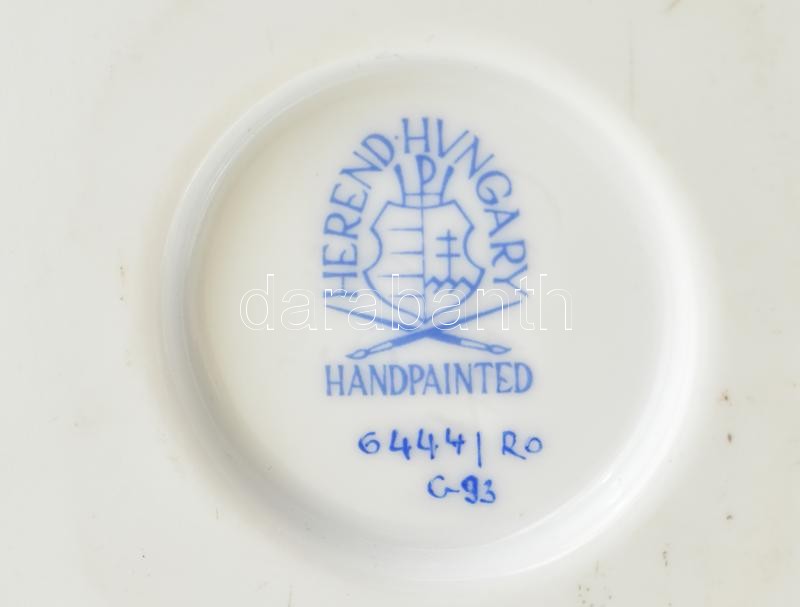 HEREND·HVNGARY
P
darabanth
HANDPAINTED
6444/RO
G-93